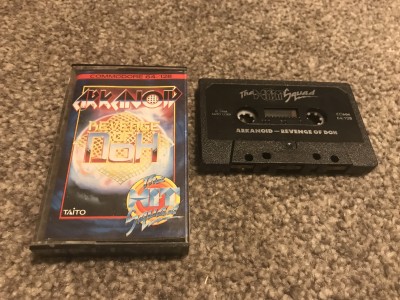 COMMODORE 64/128
ARKANOID
REVENGE
OF
DOH
The
HIT
Squad
TAITO
The HIT Squad
ARKANOID—REVENGE OF DOH